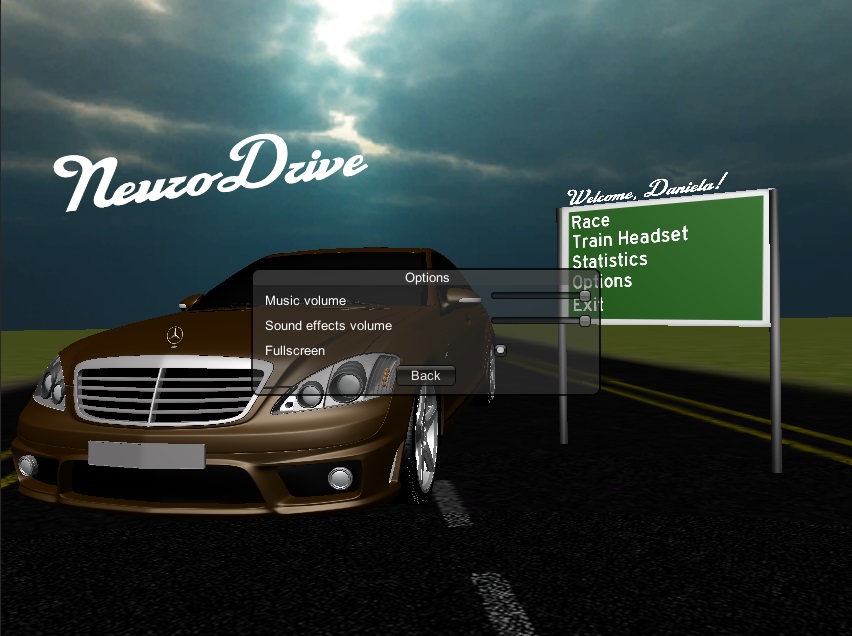 NeuroDrive
Welcome, Daniela!
Race
Train Headset
Statistics
Options
Exit
Options
Music volume
Sound effects volume
Fullscreen
Back